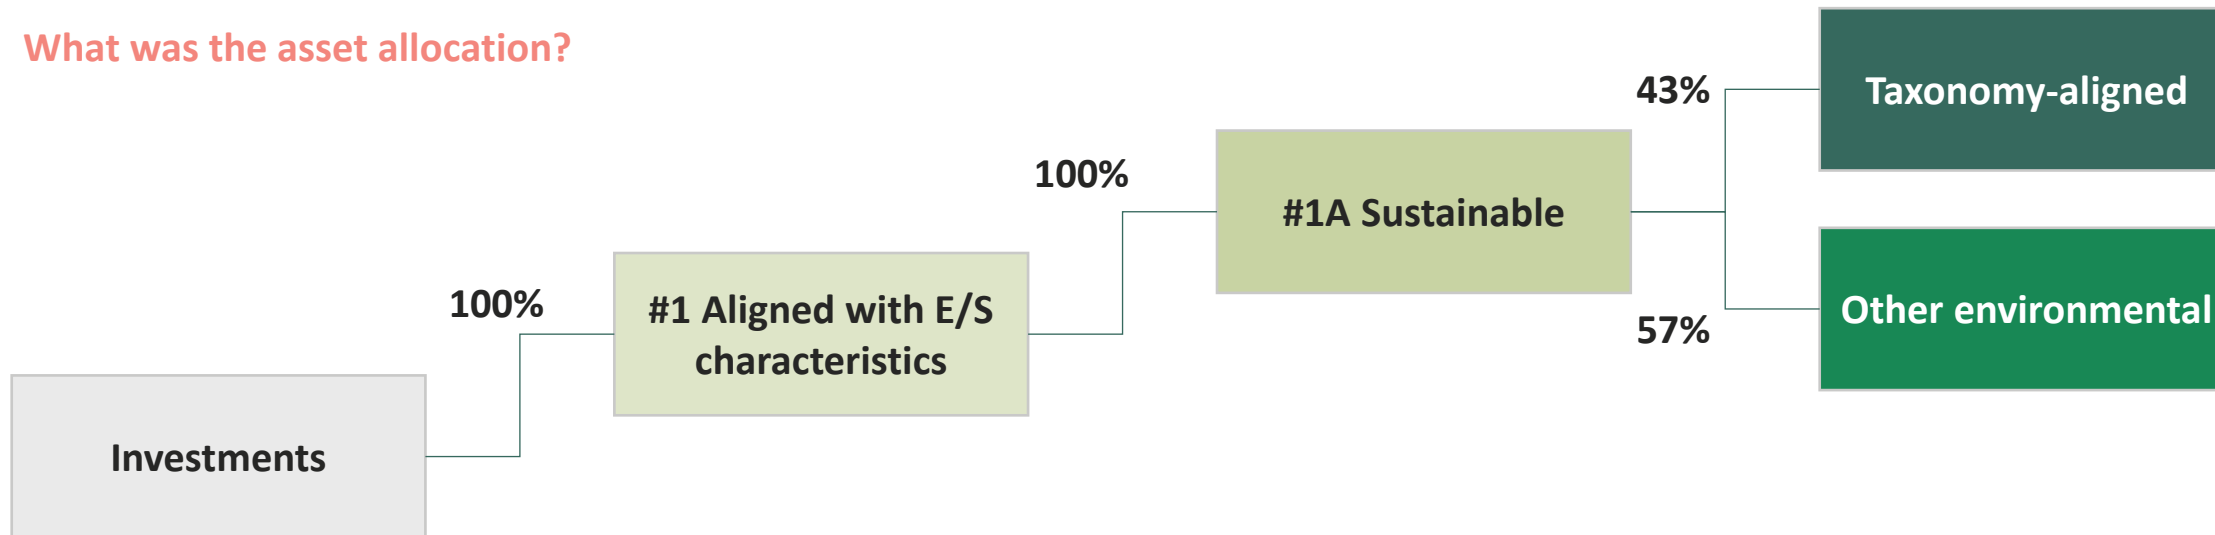 What was the asset allocation?
43%
Taxonomy-aligned
100%
#1A Sustainable
100%
#1 Aligned with E/S
characteristics
57%
Other environmental
Investments